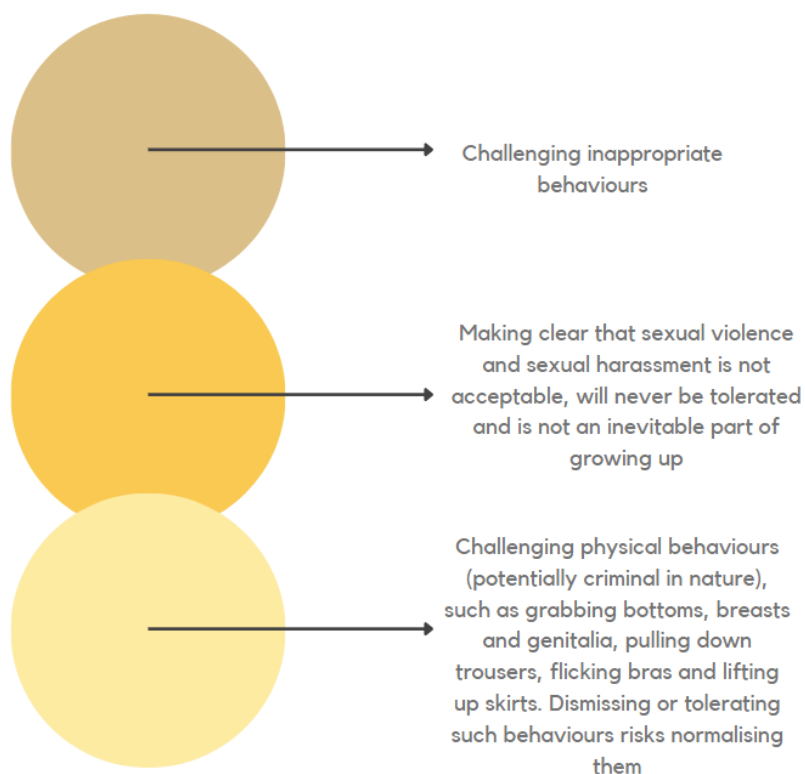 Challenging inappropriate
behaviours
Making clear that sexual violence
and sexual harassment is not
acceptable, will never be tolerated
and is not an inevitable part of
growing up
Challenging physical behaviours
(potentially criminal in nature),
such as grabbing bottoms, breasts
and genitalia, pulling down
trousers, flicking bras and lifting
up skirts. Dismissing or tolerating
such behaviours risks normalising
them